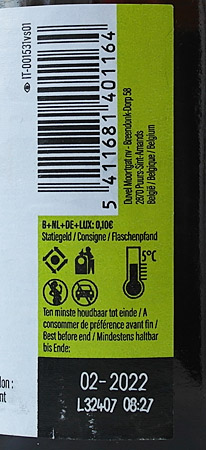 IT-001531vs01
5 411681 401164
Duvel Moortgat nv - Breendonk-Dorp 58
2870 Puurs-Sint-Amands
België / Belgique / Belgium
B+NL+DE+LUX: 0,10€
Statiegeld / Consigne / Flaschenpfand
5°C
Ten minste houdbaar tot einde / A
consommer de préférence avant fin /
Best before end / Mindestens haltbar
bis Ende:
02-2022
L32407 08:27